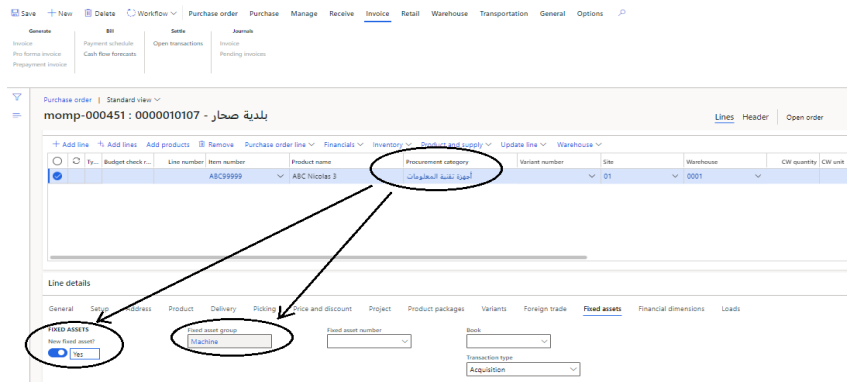 Save New Delete Workflow Purchase order Purchase Manage Receive Invoice Retail Warehouse Transportation General Options
Generate Bill Settle Journals
Invoice Payment schedule Open transactions Invoice
Pro forma invoice Cash flow forecasts Pending invoices
Prepayment invoice
Purchase order | Standard view
momp-000451 : 0000010107 - بلدية صحار
Lines Header Open order
Add line Add lines Add products Remove Purchase order line Financials Inventory Product and supply Update line Warehouse
Ty... Budget check r... Line number Item number Product name Procurement category Variant number Site Warehouse CW quantity CW unit
ABC99999 ABC Nicolas 3 أجهزة تقنية المعلومات 01 0001
Line details
General Setup Address Product Delivery Picking Price and discount Project Product packages Variants Foreign trade Fixed assets Financial dimensions Loads
FIXED ASSETS Fixed asset group Fixed asset number Book
New fixed asset? Machine
Yes
Transaction type
Acquisition